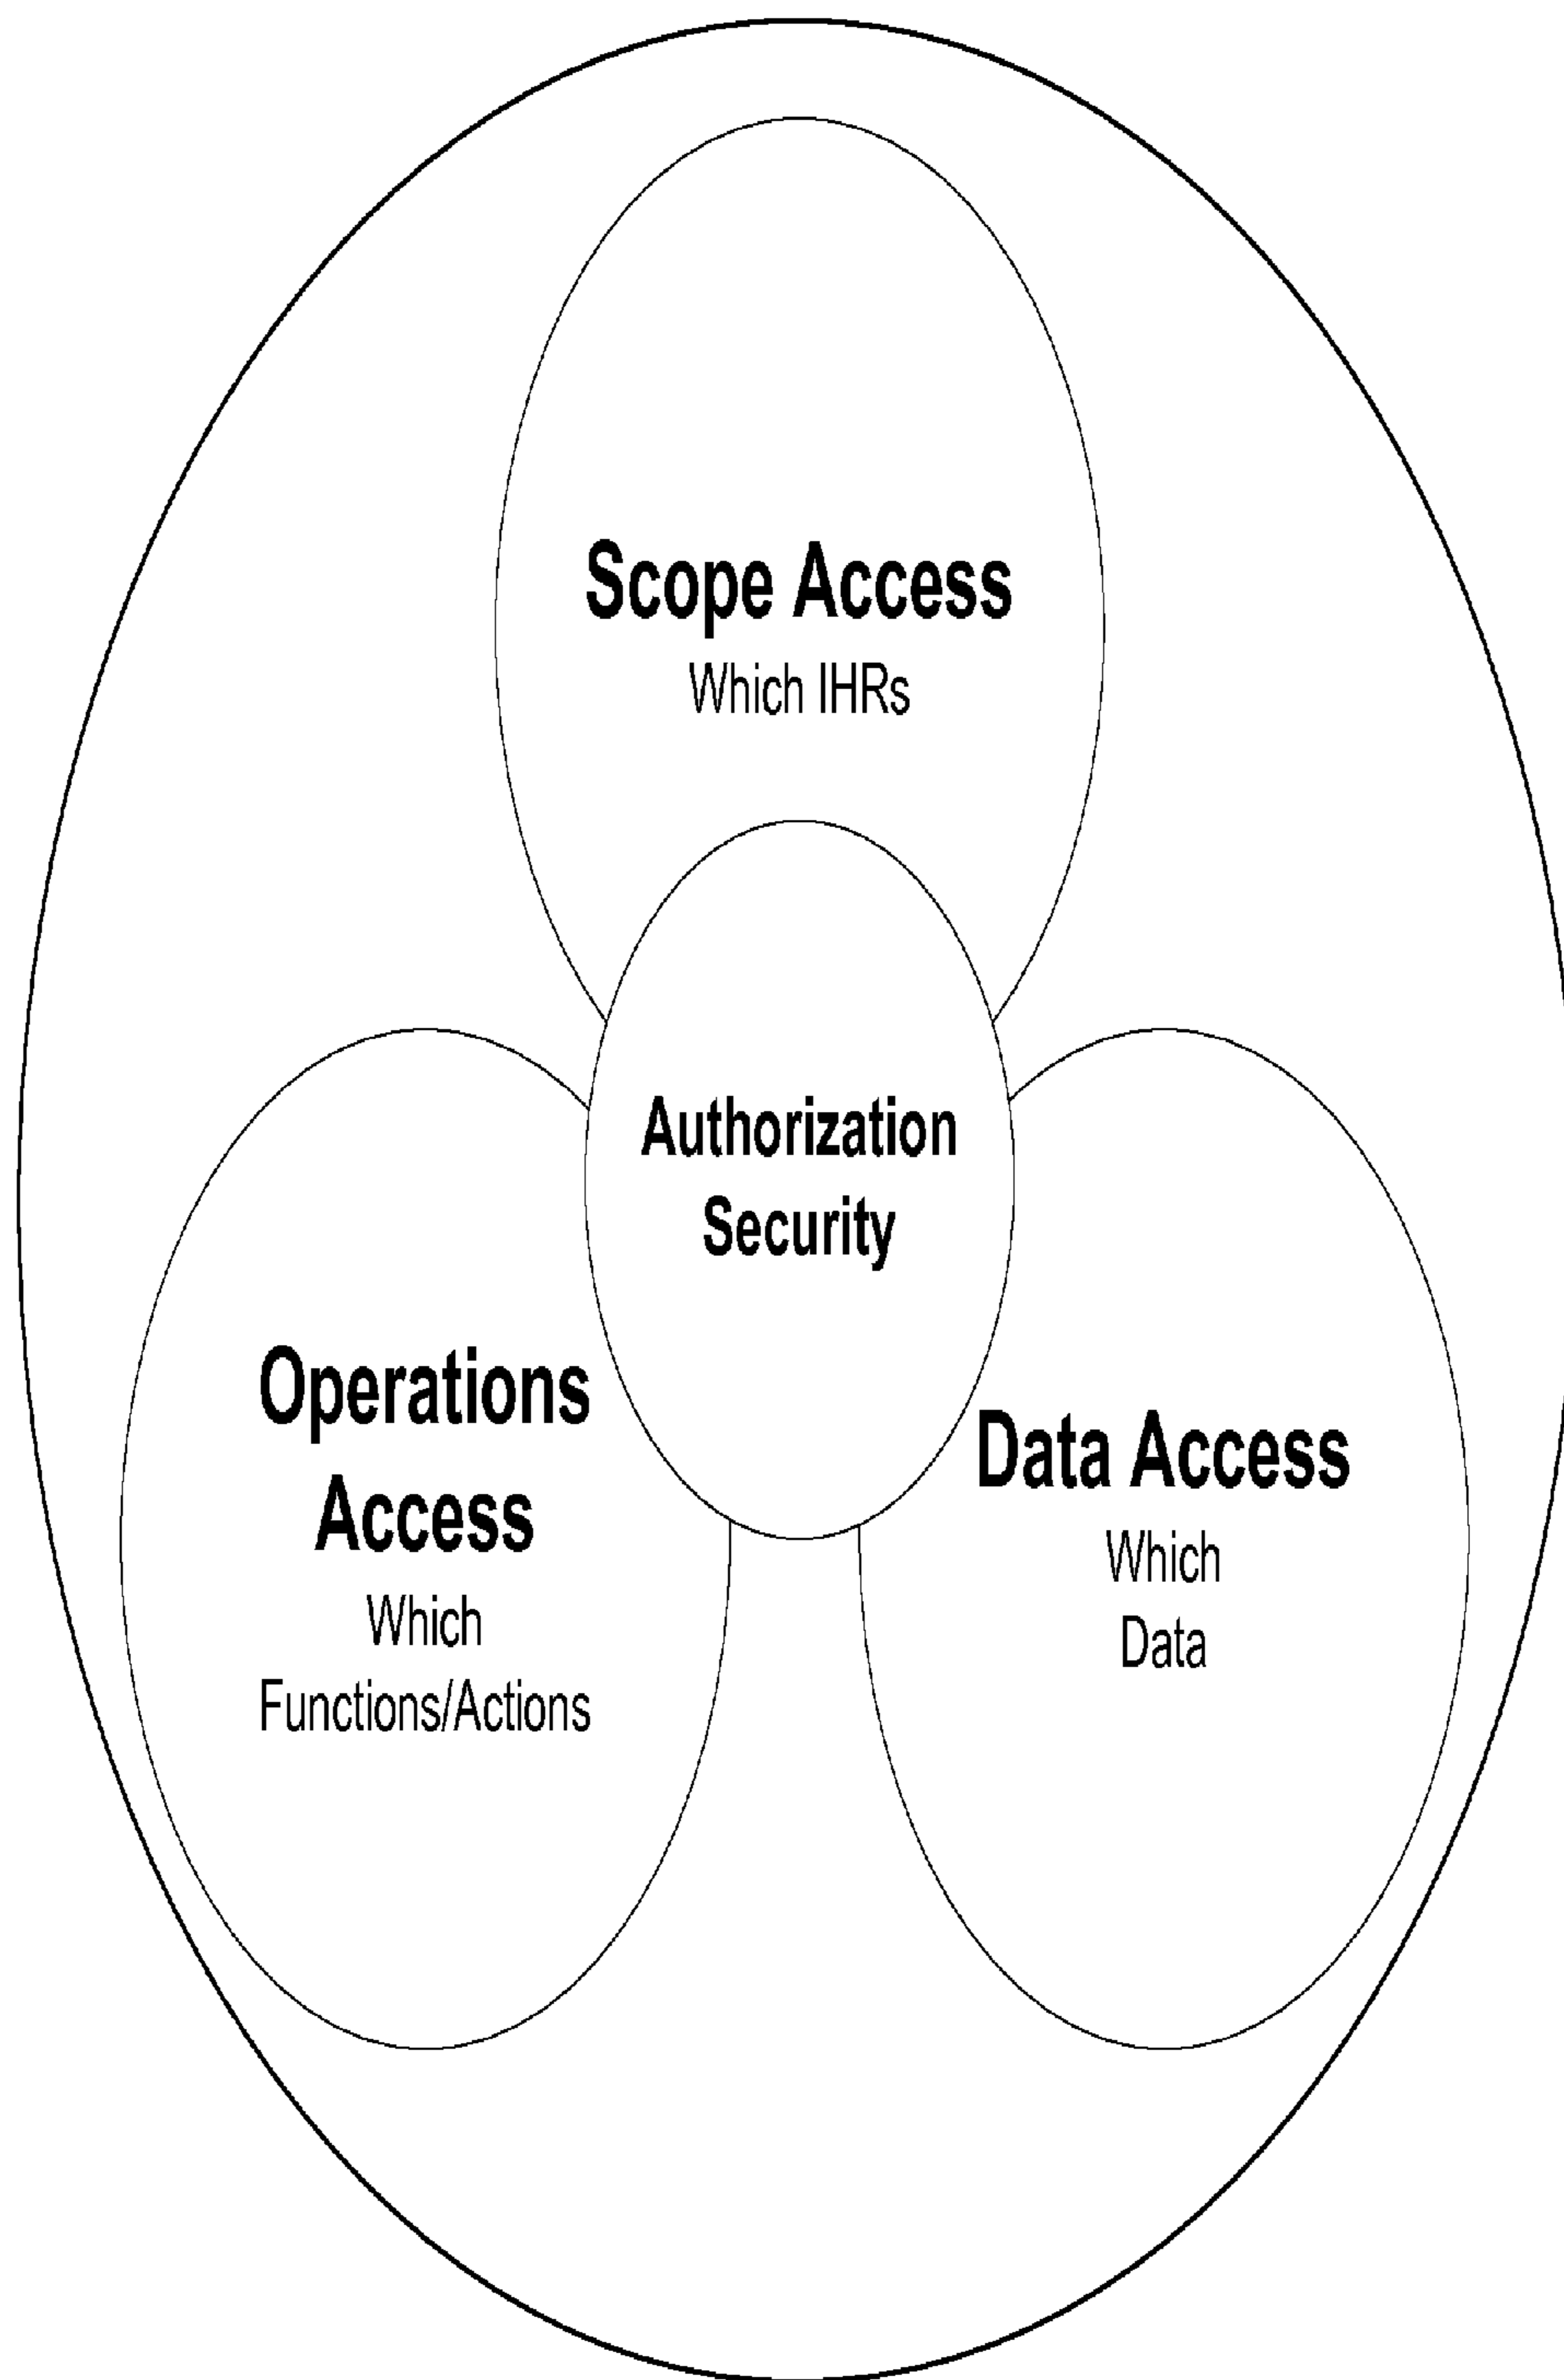 Scope Access
Which IHRs
Authorization
Security
Operations
Access
Which
Functions/Actions
Data Access
Which
Data